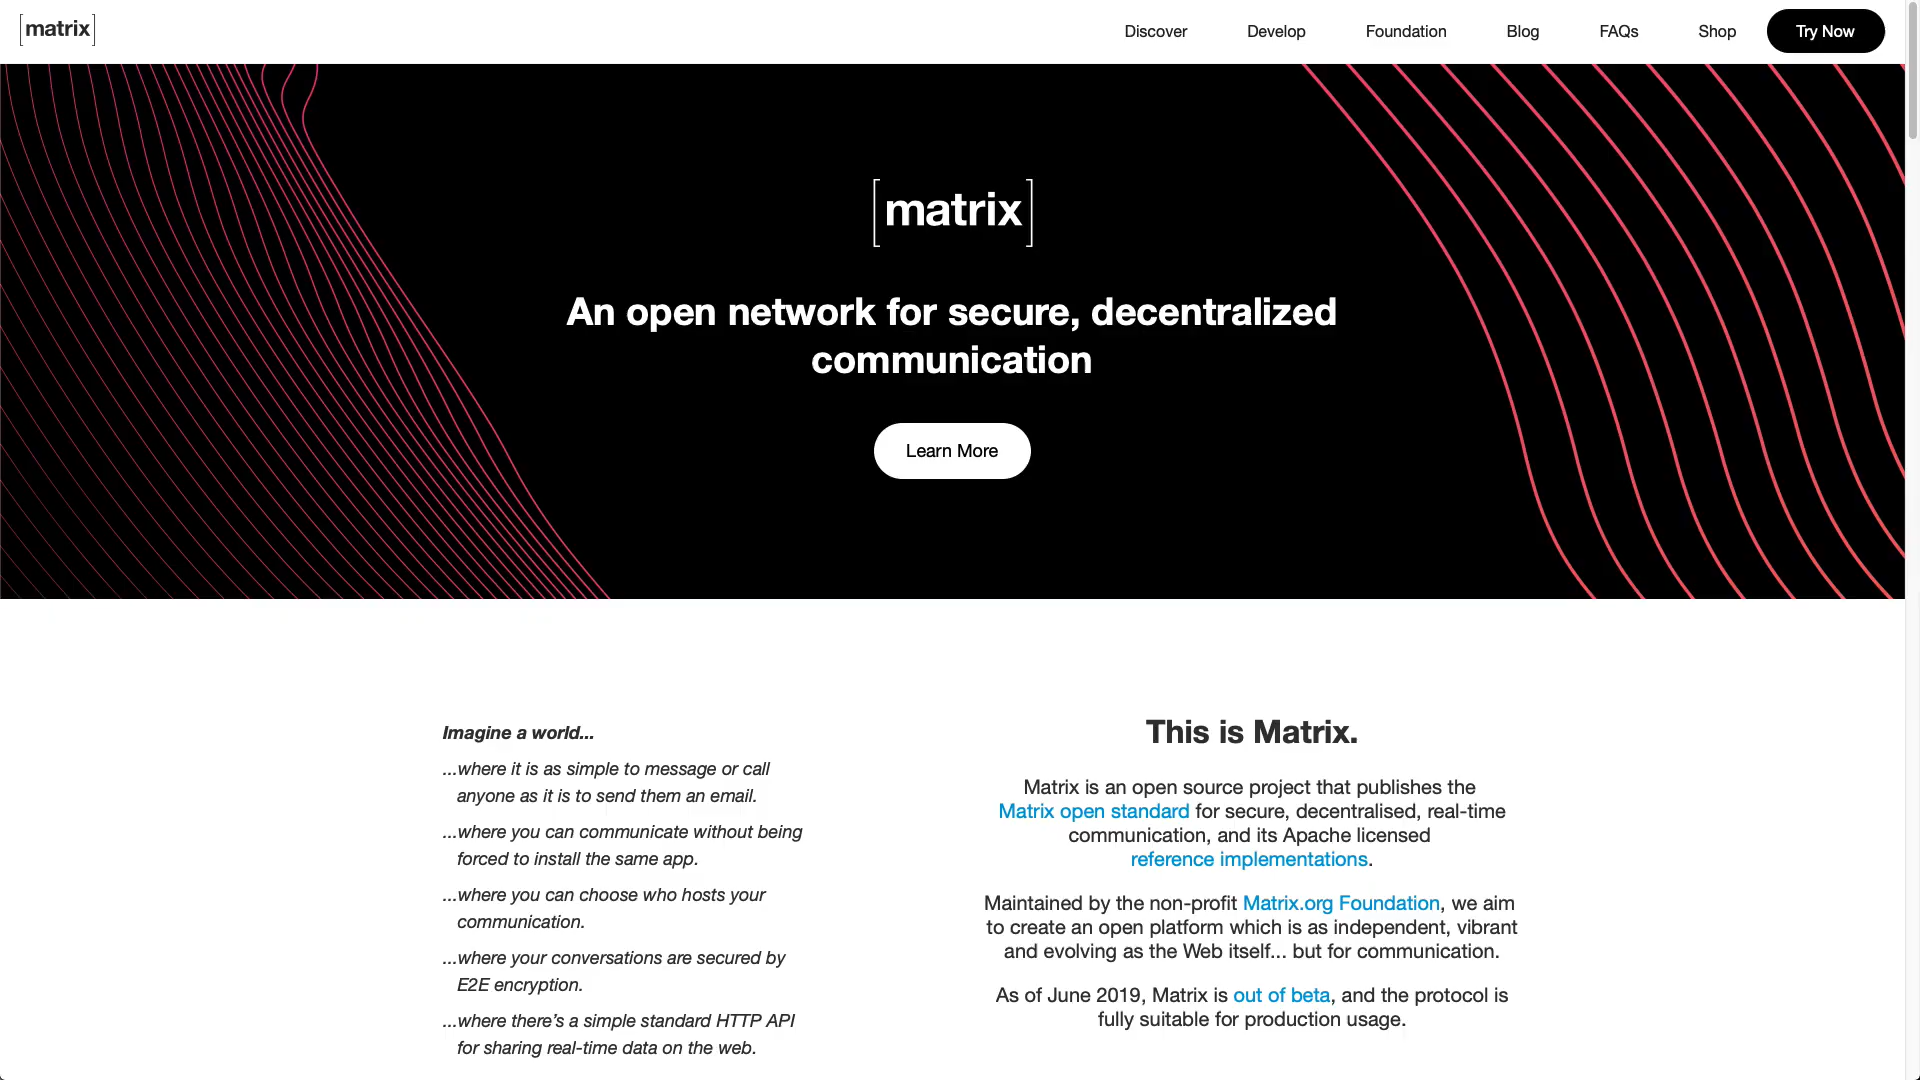 [matrix]
Discover
Develop
Foundation
Blog
FAQs
Shop
Try Now
[matrix]
An open network for secure, decentralized
communication
Learn More
Imagine a world...
...where it is as simple to message or call
anyone as it is to send them an email.
...where you can communicate without being
forced to install the same app.
...where you can choose who hosts your
communication.
...where your conversations are secured by
E2E encryption.
...where there’s a simple standard HTTP API
for sharing real-time data on the web.
This is Matrix.
Matrix is an open source project that publishes the
Matrix open standard for secure, decentralised, real-time
communication, and its Apache licensed
reference implementations.
Maintained by the non-profit Matrix.org Foundation, we aim
to create an open platform which is as independent, vibrant
and evolving as the Web itself... but for communication.
As of June 2019, Matrix is out of beta, and the protocol is
fully suitable for production usage.